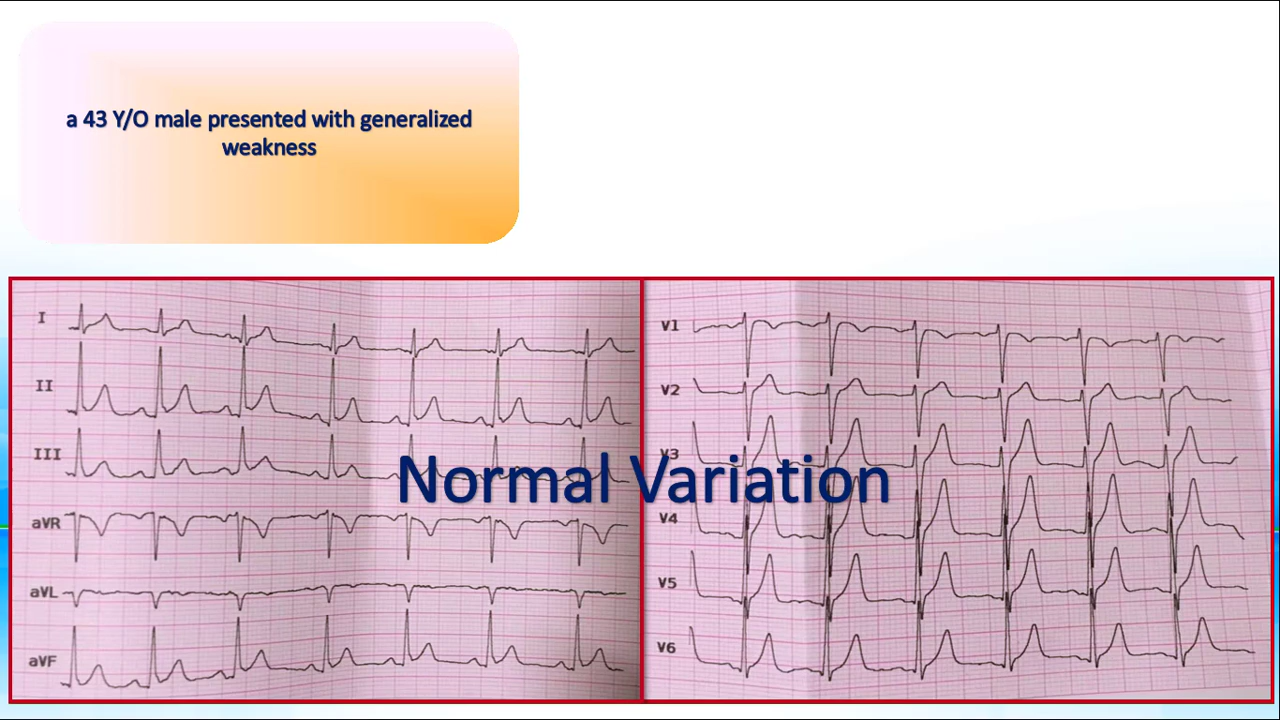 a 43 Y/O male presented with generalized
weakness
I
II
III
aVR
aVL
aVF
V1
V2
V3
V4
V5
V6
Normal Variation